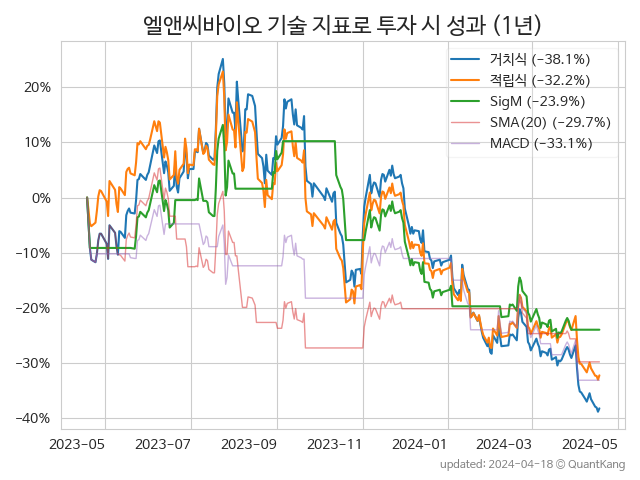 엘앤씨바이오 기술 지표로 투자 시 성과 (1년)
거치식 (−38.1%)
적립식 (−32.2%)
SigM (−23.9%)
SMA(20) (−29.7%)
MACD (−33.1%)
20%
10%
0%
−10%
−20%
−30%
−40%
2023-05 2023-07 2023-09 2023-11 2024-01 2024-03 2024-05
updated: 2024-04-18 © QuantKang